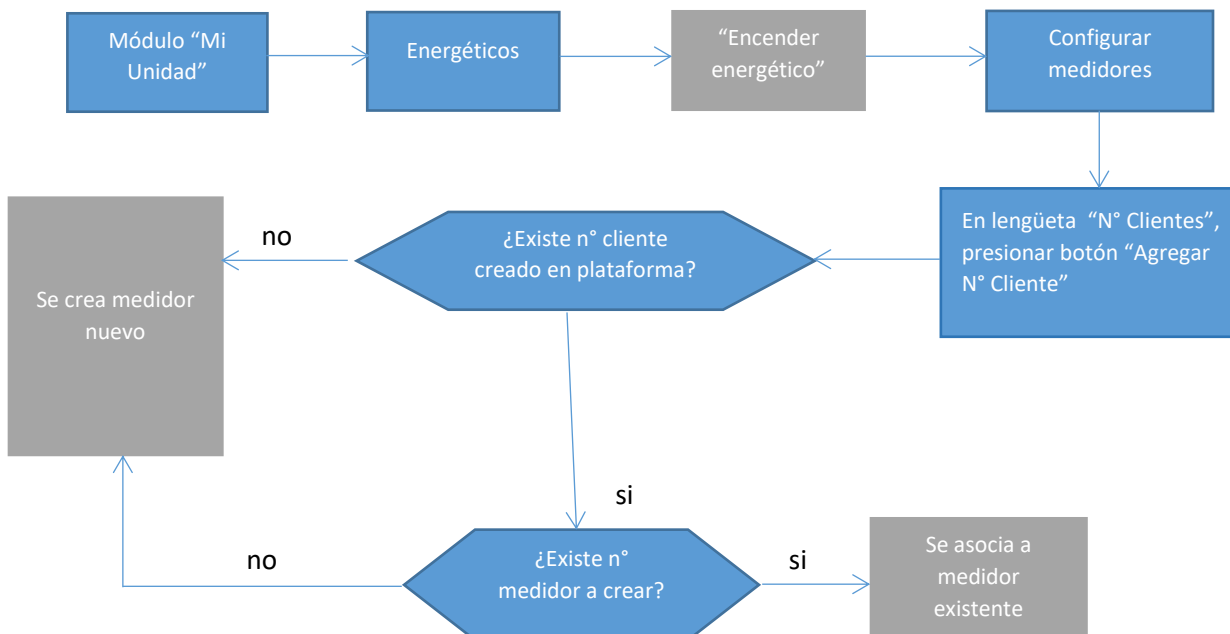 Módulo “Mi
Unidad”
Energéticos
“Encender
energético”
Configurar
medidores
En lengüeta “N° Clientes”,
presionar botón “Agregar
N° Cliente”
¿Existe n° cliente
creado en plataforma?
no
Se crea medidor
nuevo
si
¿Existe n°
medidor a crear?
no
si
Se asocia a
medidor
existente